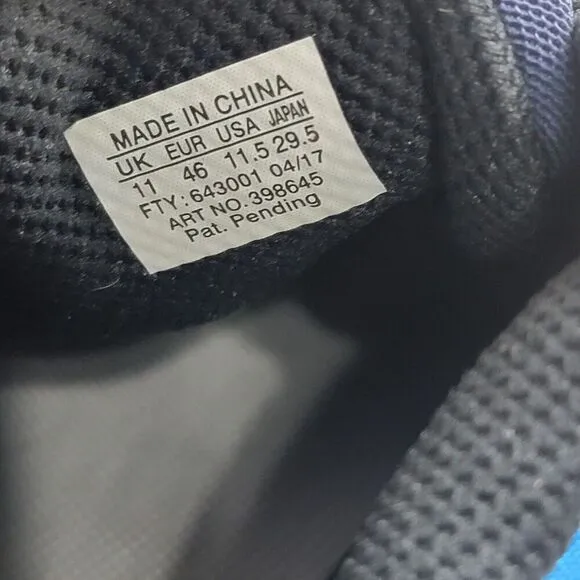 MADE IN CHINA
UK EUR USA JAPAN
11 46 11.5 29.5
FTY: 643001 04/17
ART NO. 398645
Pat. Pending